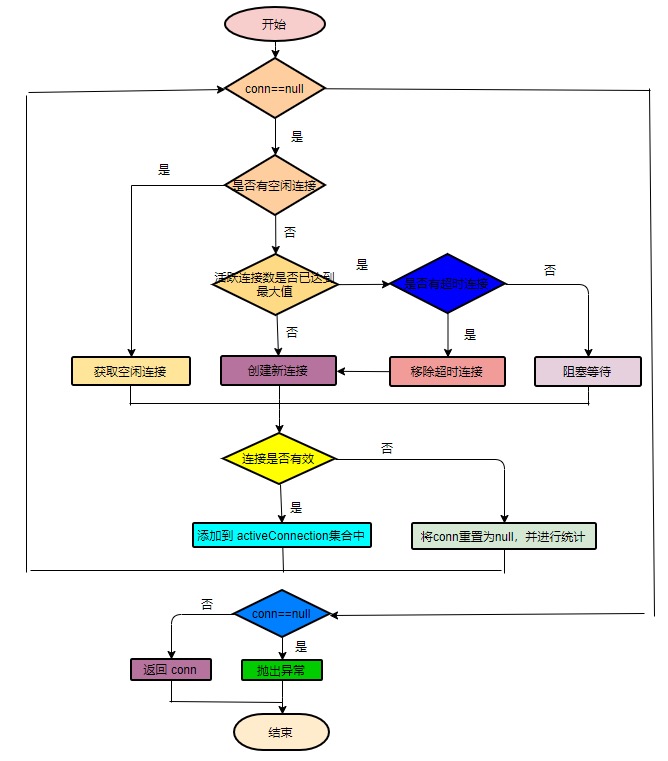 开始
conn==null
是
是否有空闲连接
是
否
活跃连接数是否已达到
最大值
是
是否有超时连接
否
否
是
获取空闲连接
创建新连接
移除超时连接
阻塞等待
连接是否有效
否
是
添加到 activeConnection集合中
将conn重置为null，并进行统计
conn==null
否
是
返回 conn
抛出异常
结束